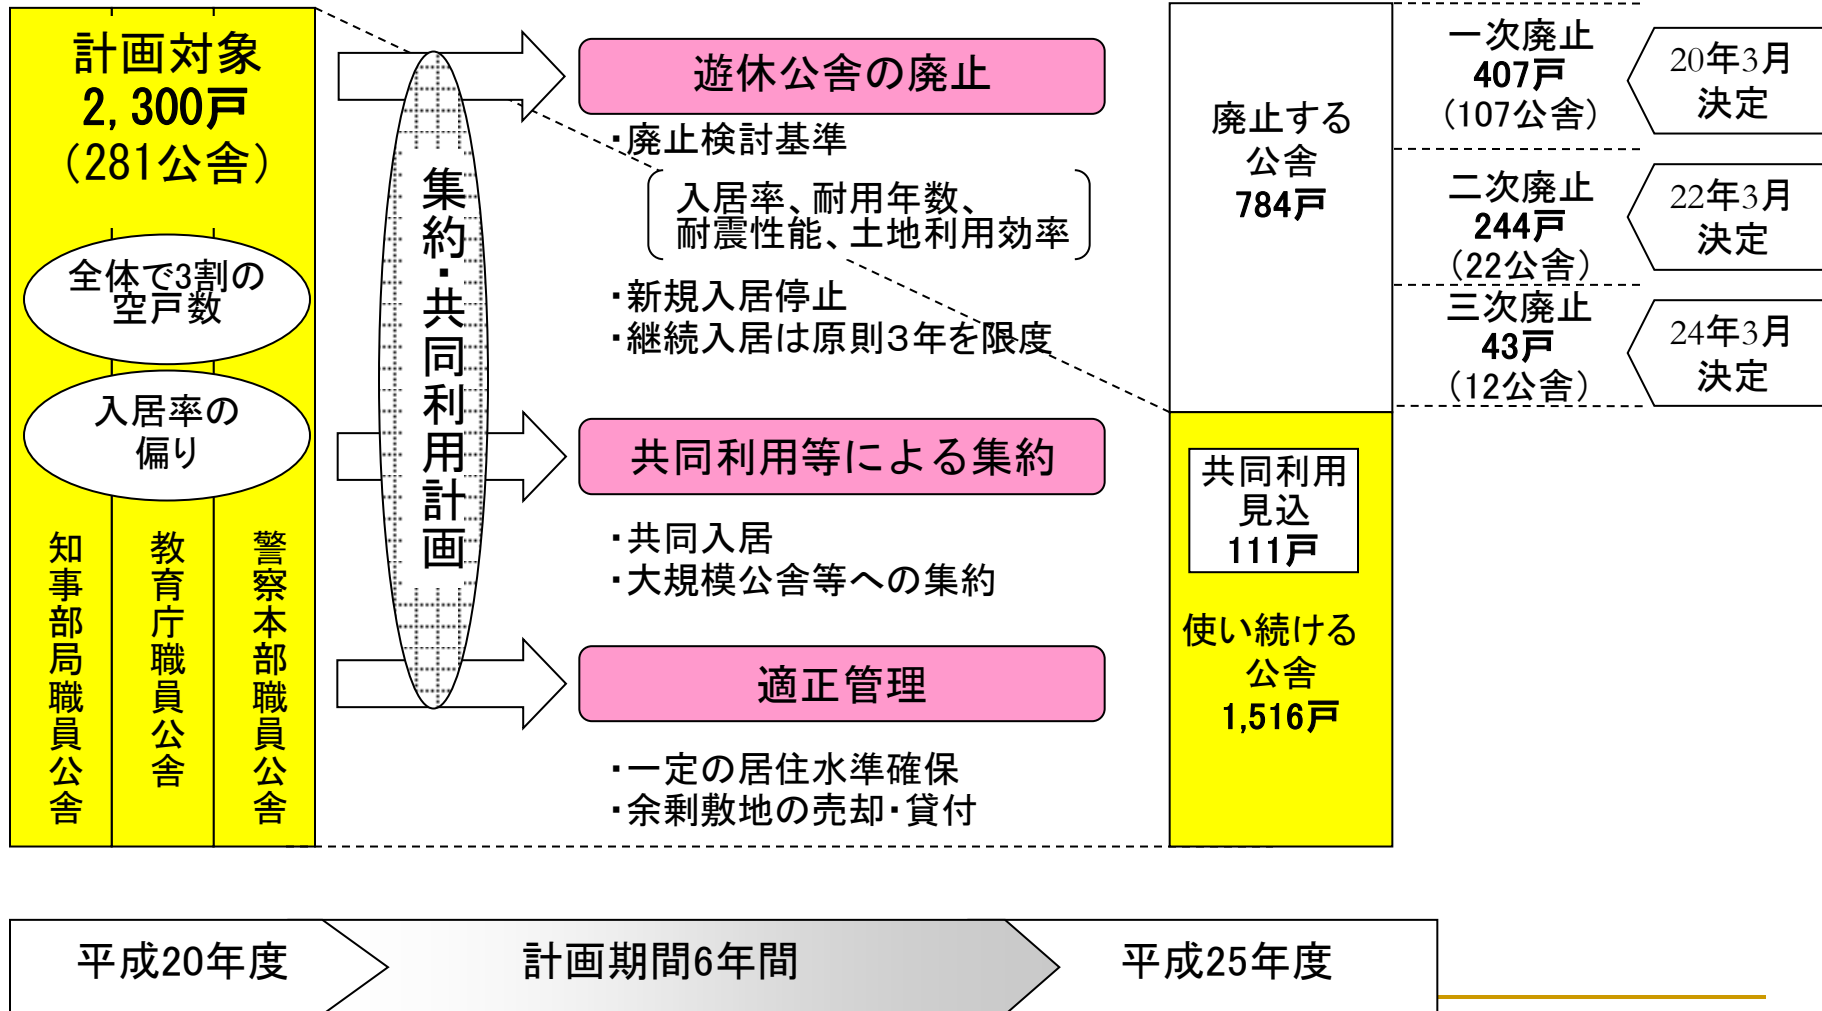 計画対象
2,300戸
(281公舎)
全体で3割の
空戸数
入居率の
偏り
知事部局職員公舎
教育庁職員公舎
警察本部職員公舎
集約・共同利用計画
遊休公舎の廃止
・廃止検討基準
入居率、耐用年数、
耐震性能、土地利用効率
・新規入居停止
・継続入居は原則3年を限度
共同利用等による集約
・共同入居
・大規模公舎等への集約
適正管理
・一定の居住水準確保
・余剰敷地の売却・貸付
廃止する
公舎
784戸
共同利用
見込
111戸
使い続ける
公舎
1,516戸
一次廃止
407戸
(107公舎)
20年3月
決定
二次廃止
244戸
(22公舎)
22年3月
決定
三次廃止
43戸
(12公舎)
24年3月
決定
平成20年度
計画期間6年間
平成25年度